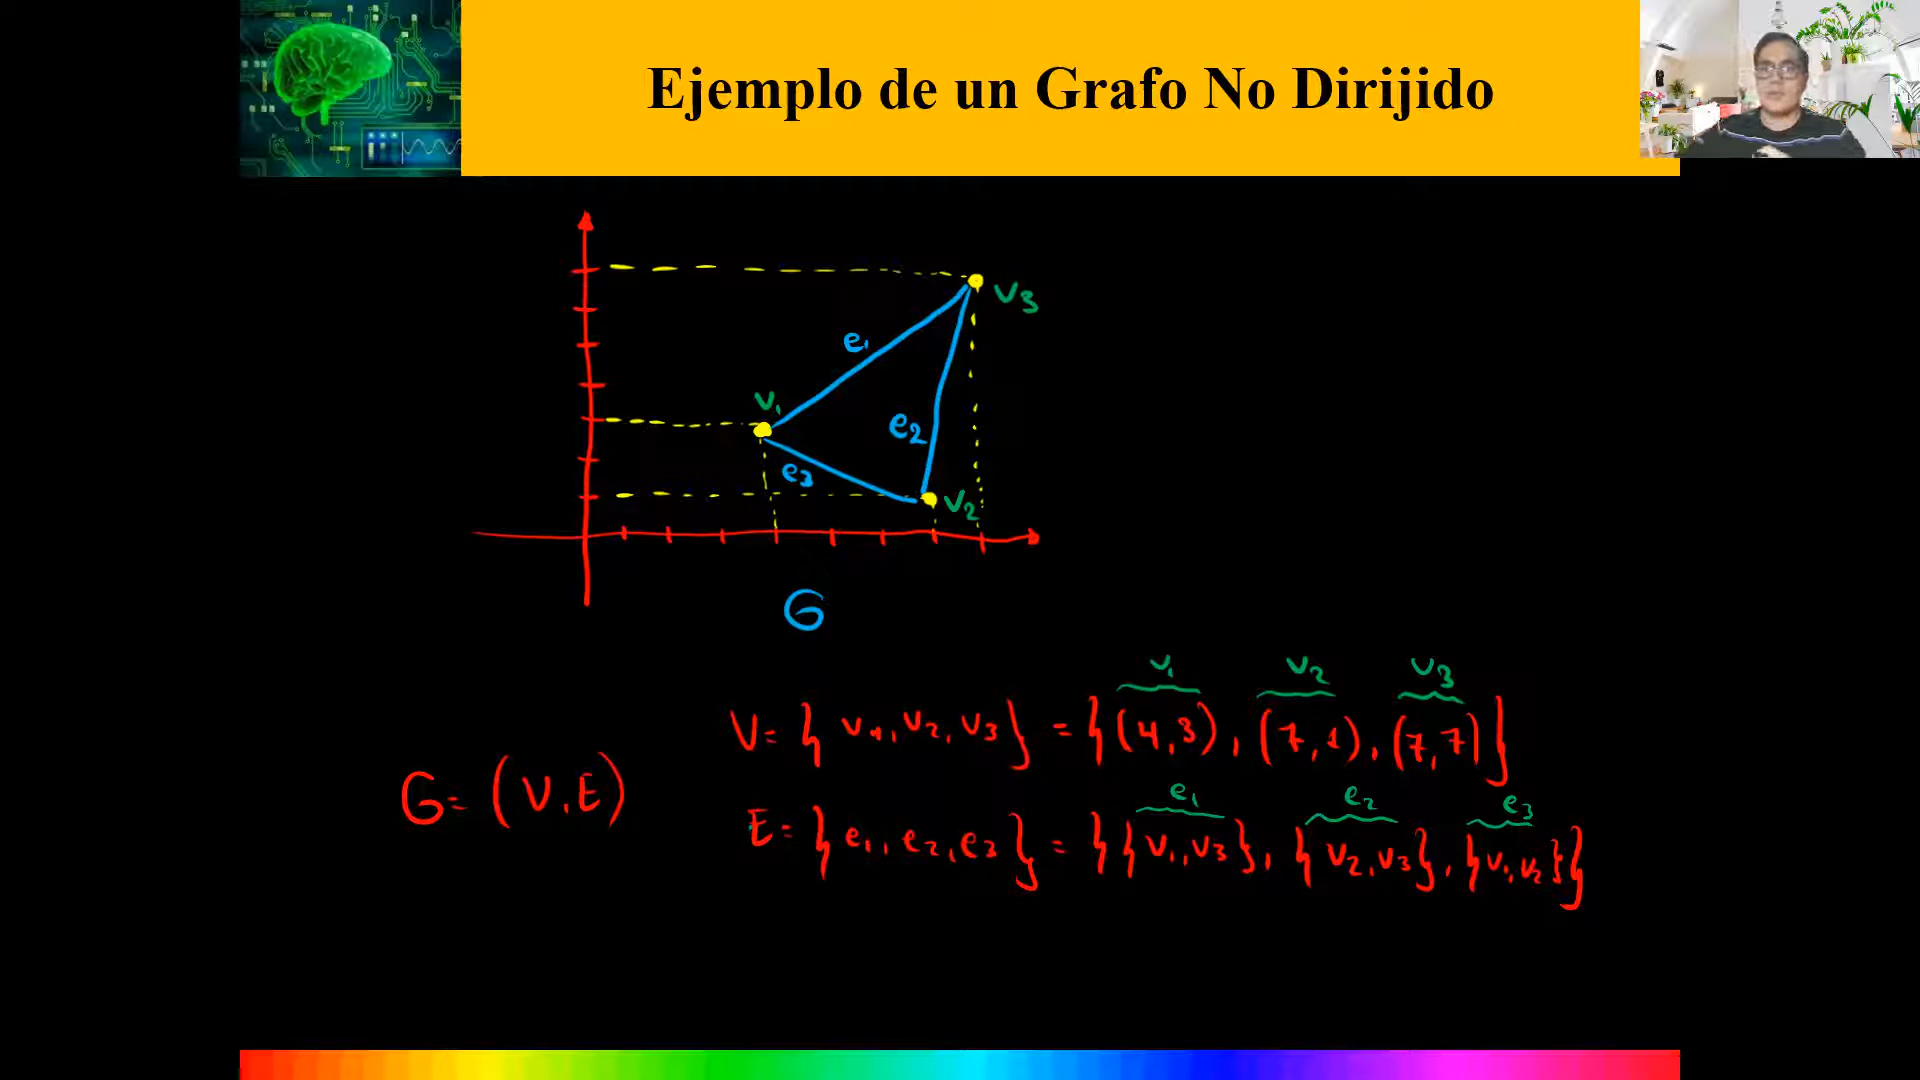 Ejemplo de un Grafo No Dirijido
v3
e1
v1
e2
e3
v2
G
v1 v2 v3
V = { v1, v2, v3 } = { (4,3), (7,1), (7,7) }
G = (V, E)
e1 e2 e3
E = { e1, e2, e3 } = { { v1, v3 }, { v2, v3 }, { v1, v2 } }